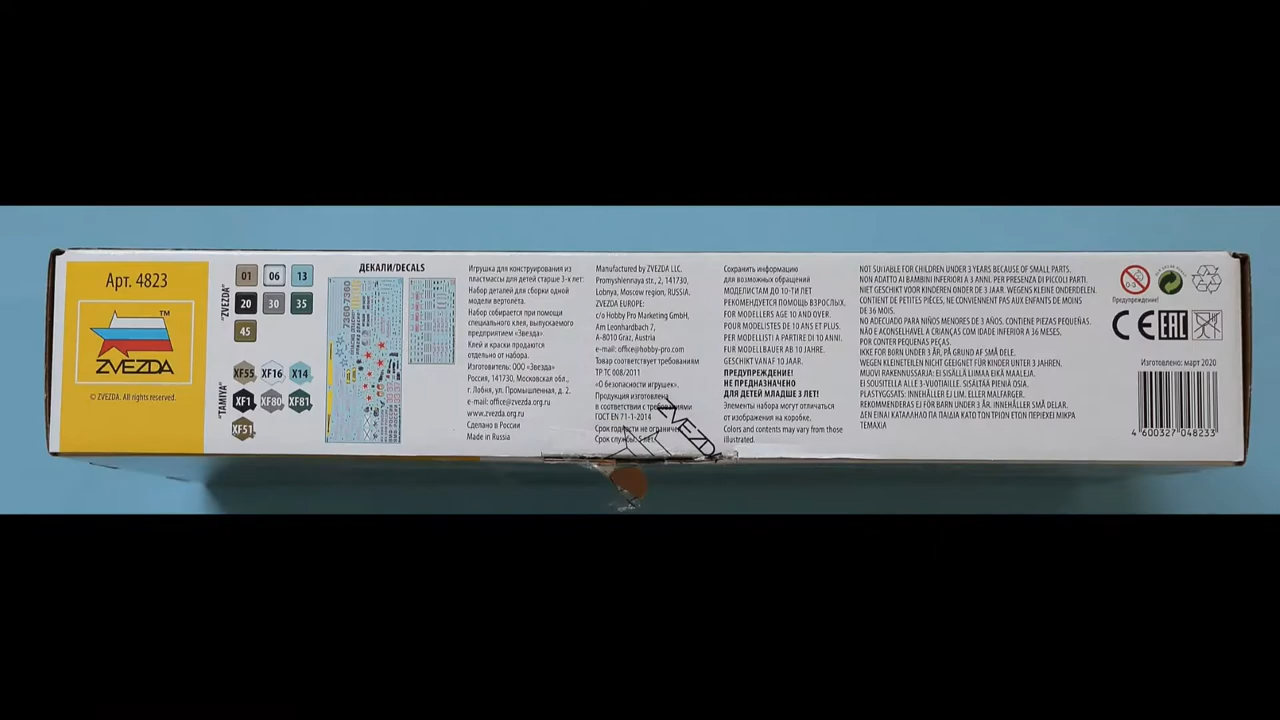 Арт. 4823
TM
ZVEZDA
© ZVEZDA. All rights reserved.
"ZVEZDA"
01 06 13
20 30 35
45
"TAMIYA"
XF55 XF16 X14
XF1 XF80 XF81
XF51
ДЕКАЛИ/DECALS
Игрушка для конструирования из
пластмассы для детей старше 3-х лет:
Набор деталей для сборки одной
модели вертолёта.
Набор собирается при помощи
специального клея, выпускаемого
предприятием «Звезда»
Клей и краски продаются
отдельно от набора.
Изготовитель: ООО «Звезда»
Россия, 141730, Московская обл.,
г. Лобня, ул. Промышленная, д. 2.
e-mail: office@zvezda.org.ru
www.zvezda.org.ru
Сделано в России
Made in Russia
Manufactured by ZVEZDA LLC.
Promyshlennaya str., 2, 141730,
Lobnya, Moscow region, RUSSIA.
ZVEZDA EUROPE:
c/o Hobby Pro Marketing GmbH,
Am Leonhardbach 7,
A-8010 Graz, Austria
e-mail: office@hobby-pro.com
Товар соответствует требованиям
ТР ТС 008/2011
«О безопасности игрушек».
Продукция изготовлена
в соответствии с требованиями
ГОСТ EN 71-1-2014
Срок годности не ограничен
Срок службы: 5 лет.
ZVEZD
Сохранить информацию
для возможных обращений
МОДЕЛИСТАМ ДО 10-ТИ ЛЕТ
РЕКОМЕНДУЕТСЯ ПОМОЩЬ ВЗРОСЛЫХ.
FOR MODELLERS AGE 10 AND OVER.
POUR MODELISTES DE 10 ANS ET PLUS.
PER MODELLISTI A PARTIRE DI 10 ANNI.
FUR MODELLBAUER AB 10 JAHRE.
GESCHIKT VANAF 10 JAAR.
ПРЕДУПРЕЖДЕНИЕ!
НЕ ПРЕДНАЗНАЧЕНО
ДЛЯ ДЕТЕЙ МЛАДШЕ 3 ЛЕТ!
Элементы набора могут отличаться
от изображения на коробке.
Colors and contents may vary from those
illustrated.
NOT SUITABLE FOR CHILDREN UNDER 3 YEARS BECAUSE OF SMALL PARTS.
NON ADATTO AI BAMBINI INFERIORI A 3 ANNI. PER PRESENZA DI PICCOLI PARTI.
NIET GESCHIKT VOOR KINDEREN ONDER DE 3 JAAR. WEGENS KLEINE ONDERDELEN.
CONTIENT DE PETITES PIÈCES, NE CONVIENNENT PAS AUX ENFANTS DE MOINS
DE 36 MOIS.
NO ADECUADO PARA NIÑOS MENORES DE 3 AÑOS. CONTIENE PIEZAS PEQUEÑAS.
NÃO E ACONSELHAVE A CRIANÇAS COM IDADE INFERIOR A 36 MESES,
POR CONTER PEQUENAS PEÇAS.
IKKE FOR BORN UNDER 3 ÅR, PÅ GRUND AF SMÅ DELE.
WEGEN KLEINETEILEN NICHT GEEIGNET FÜR KINDER UNTER 3 JAHREN.
MUOVI RAKENNUSSARJA: EI SISÄLLÄ LIIMAA EIKÄ MAALEJA.
EI SOUSITELLA ALLE 3-VUOTIAILLE. SISÄLTÄÄ PIENIÄ OSIA.
PLASTYGGSATS: INNEHÅLLER EJ LIM. ELLER MALFARGER.
REKOMMENDERAS EJ FÖR BARN UNDER 3 ÅR. INNEHÅLLER SMÅ DELAR.
ΔΕΝ ΕΙΝΑΙ ΚΑΤΑΛΛΗΛΟ ΓΙΑ ΠΑΙΔΙΑ ΚΑΤΩ ΤΩΝ ΤΡΙΩΝ ΕΤΩΝ ΠΕΡΙΕΧΕΙ ΜΙΚΡΑ
ΤΕΜΑΧΙΑ
0-3
Предупреждение!
CE EAC
Изготовлено: март 2020
4 600327 048233